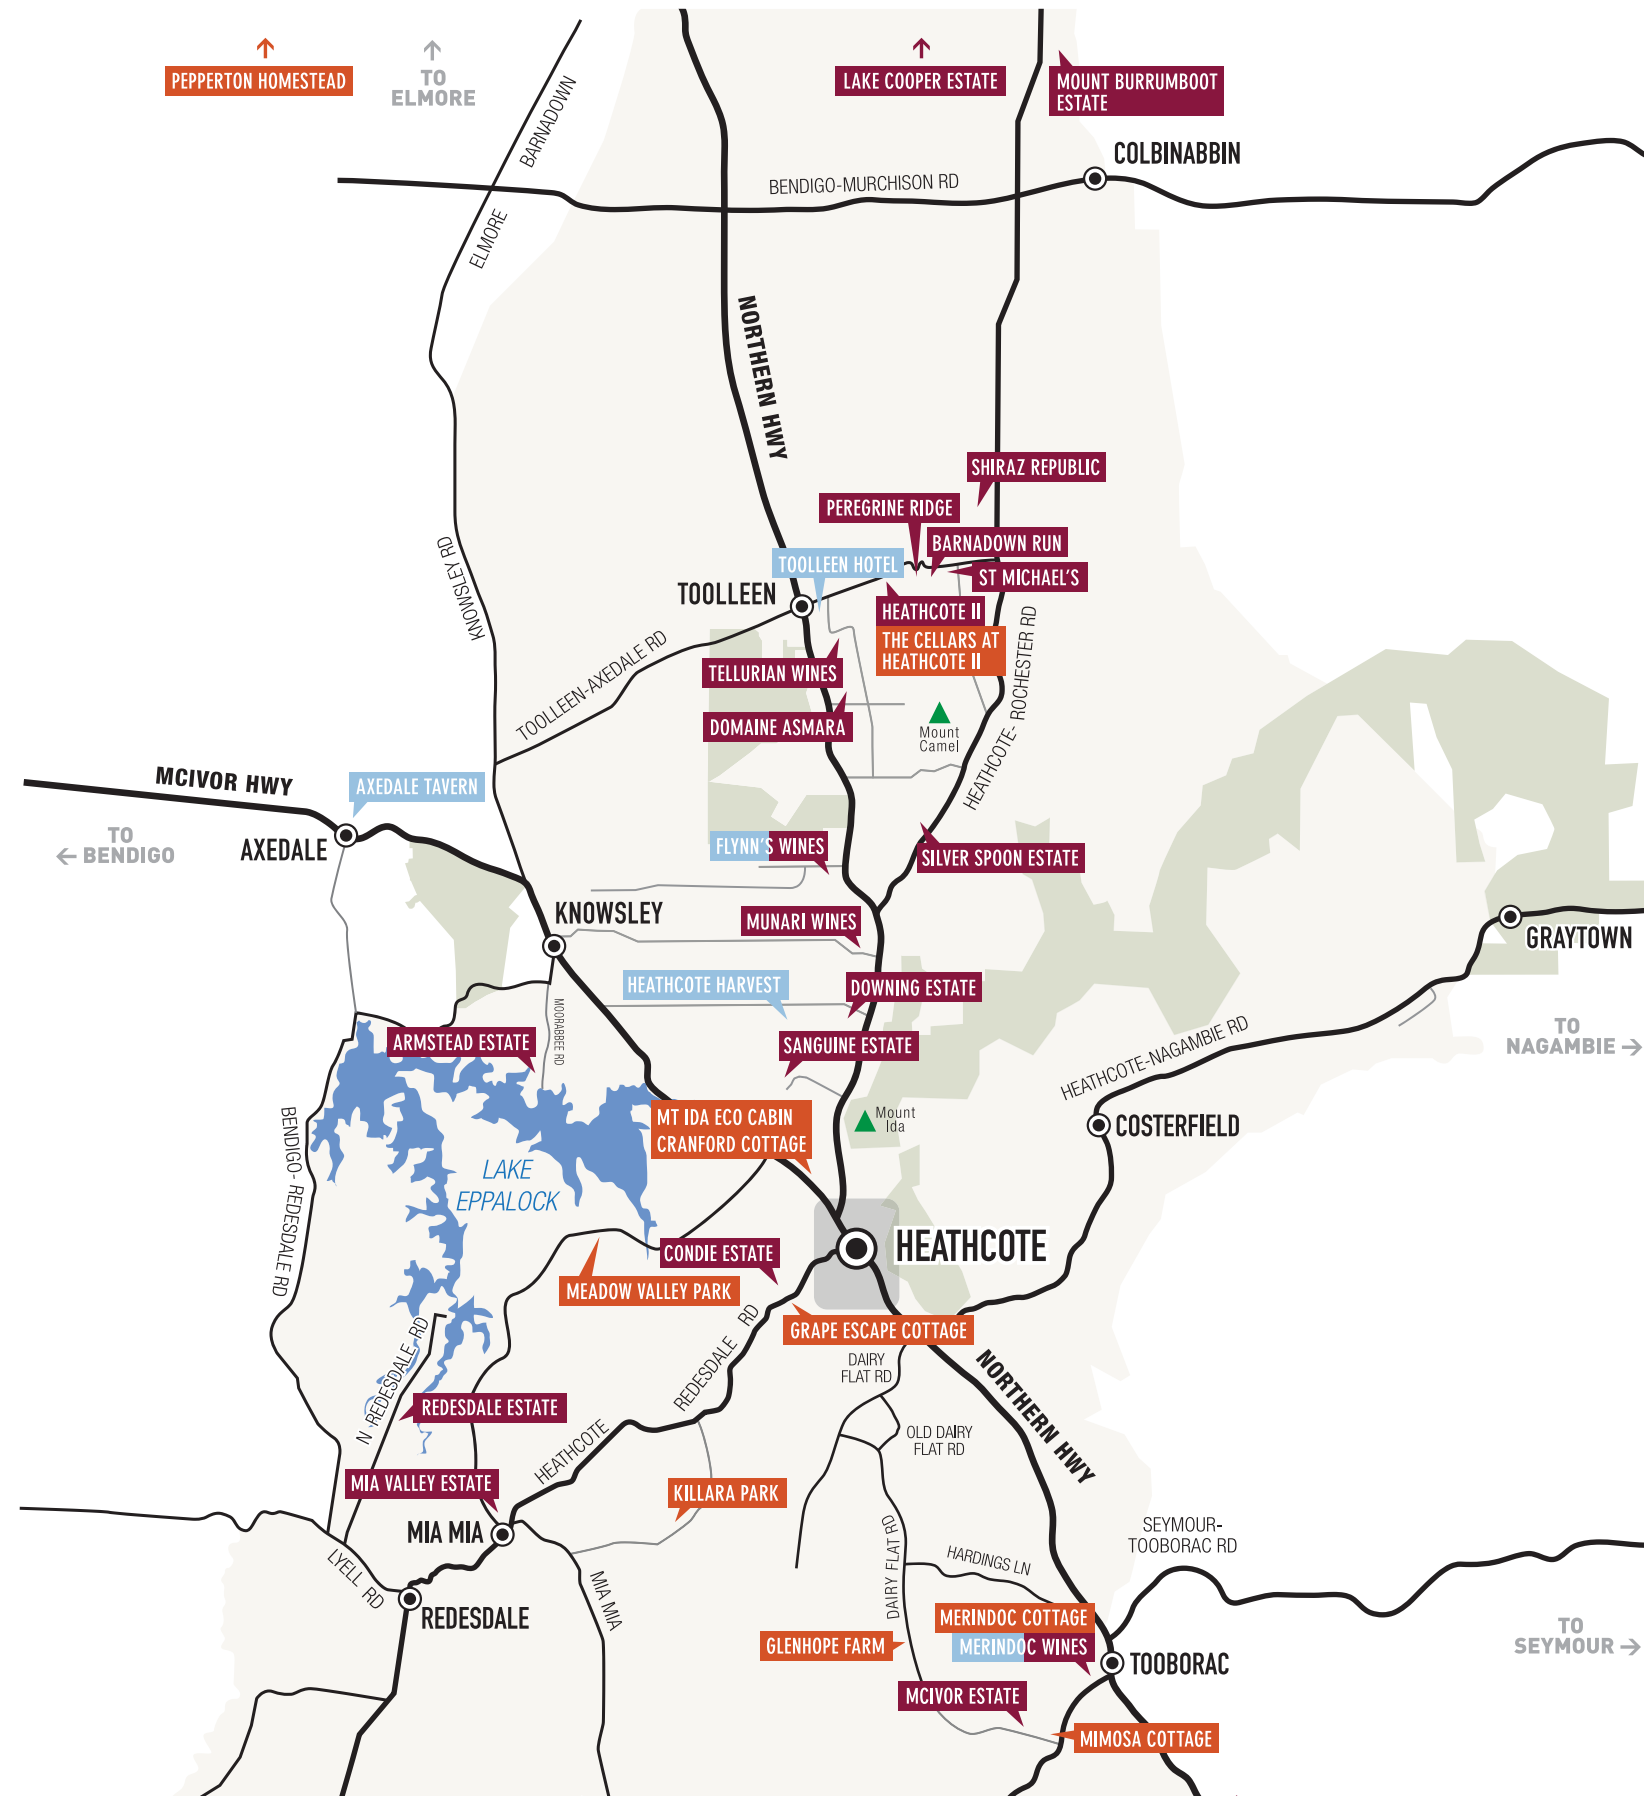 PEPPERTON HOMESTEAD
TO
ELMORE
LAKE COOPER ESTATE
MOUNT BURRUMBOOT
ESTATE
BARNADOWN
ELMORE
COLBINABBIN
BENDIGO-MURCHISON RD
NORTHERN HWY
SHIRAZ REPUBLIC
PEREGRINE RIDGE
BARNADOWN RUN
TOOLLEEN HOTEL
ST MICHAEL'S
TOOLLEEN
HEATHCOTE II
THE CELLARS AT
HEATHCOTE II
KNOWSLEY RD
TOOLLEEN-AXEDALE RD
TELLURIAN WINES
DOMAINE ASMARA
Mount
Camel
HEATHCOTE- ROCHESTER RD
MCIVOR HWY
AXEDALE TAVERN
TO
BENDIGO
AXEDALE
FLYNN'S WINES
SILVER SPOON ESTATE
KNOWSLEY
MUNARI WINES
GRAYTOWN
HEATHCOTE HARVEST
DOWNING ESTATE
MOORABBEE RD
ARMSTEAD ESTATE
SANGUINE ESTATE
TO
NAGAMBIE
HEATHCOTE-NAGAMBIE RD
MT IDA ECO CABIN
CRANFORD COTTAGE
Mount
Ida
COSTERFIELD
BENDIGO- REDESDALE RD
LAKE
EPPALOCK
HEATHCOTE
CONDIE ESTATE
MEADOW VALLEY PARK
GRAPE ESCAPE COTTAGE
N REDESDALE RD
REDESDALE RD
HEATHCOTE
DAIRY
FLAT RD
NORTHERN HWY
REDESDALE ESTATE
OLD DAIRY
FLAT RD
MIA VALLEY ESTATE
KILLARA PARK
MIA MIA
LYELL RD
MIA MIA
REDESDALE
DAIRY FLAT RD
HARDINGS LN
SEYMOUR-
TOOBORAC RD
MERINDOC COTTAGE
GLENHOPE FARM
MERINDOC WINES
TOOBORAC
TO
SEYMOUR
MCIVOR ESTATE
MIMOSA COTTAGE